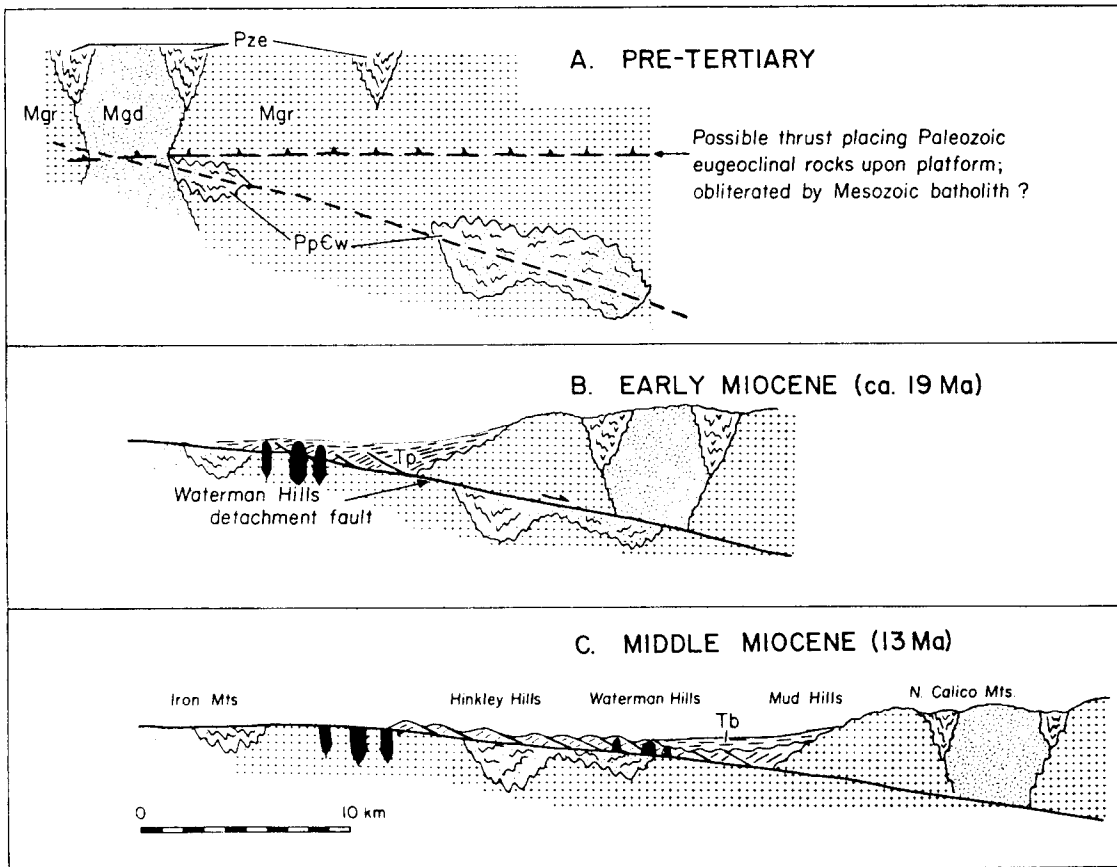 Pze
A. PRE-TERTIARY
Mgr
Mgd
Mgr
Possible thrust placing Paleozoic
eugeoclinal rocks upon platform;
obliterated by Mesozoic batholith ?
Pp€w
B. EARLY MIOCENE (ca. 19 Ma)
Tp
Waterman Hills
detachment fault
C. MIDDLE MIOCENE (13 Ma)
Iron Mts
Hinkley Hills
Waterman Hills
Mud Hills
N. Calico Mts.
Tb
0
10 km